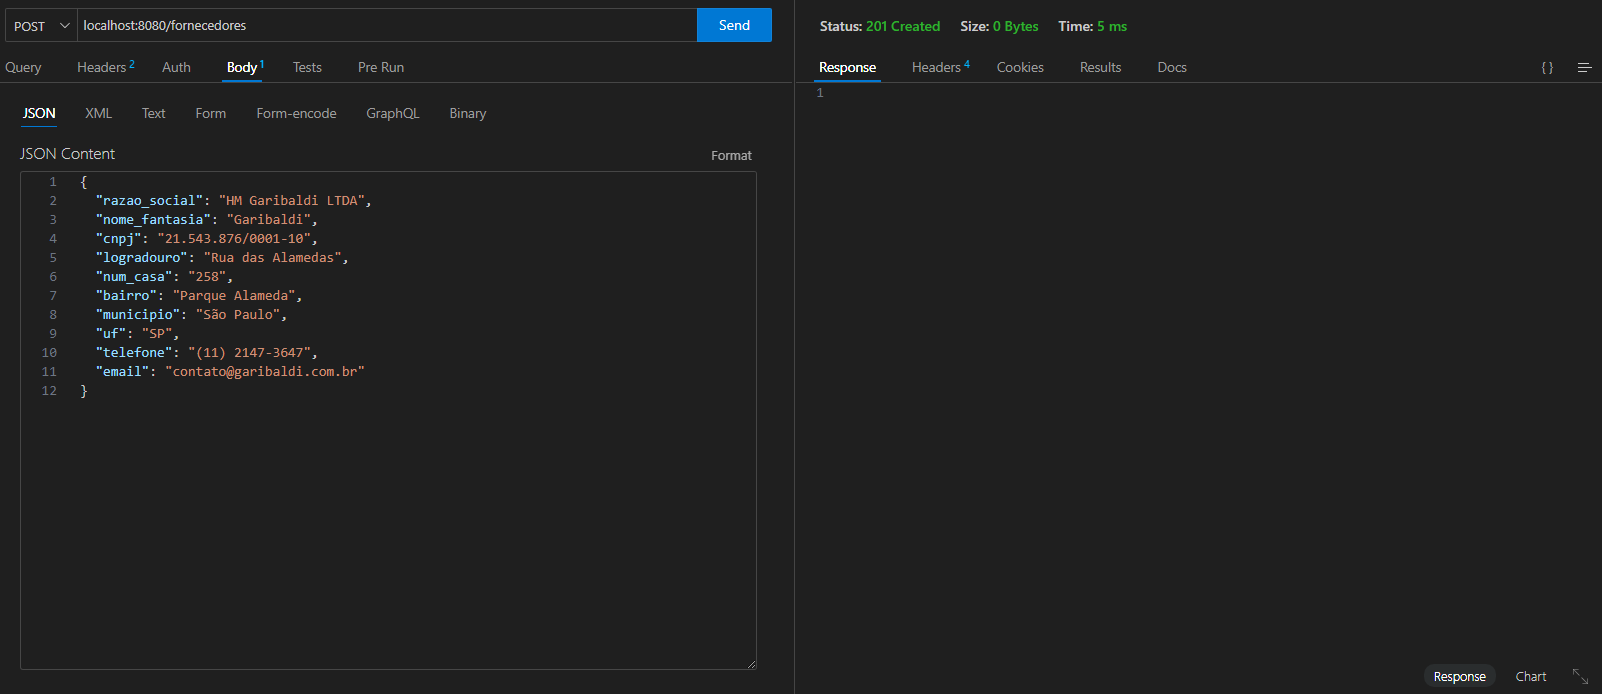 POST localhost:8080/fornecedores Send
Query Headers 2 Auth Body 1 Tests Pre Run
JSON XML Text Form Form-encode GraphQL Binary
JSON Content Format
1 {
2 "razao_social": "HM Garibaldi LTDA",
3 "nome_fantasia": "Garibaldi",
4 "cnpj": "21.543.876/0001-10",
5 "logradouro": "Rua das Alamedas",
6 "num_casa": "258",
7 "bairro": "Parque Alameda",
8 "municipio": "São Paulo",
9 "uf": "SP",
10 "telefone": "(11) 2147-3647",
11 "email": "contato@garibaldi.com.br"
12 }
Status: 201 Created Size: 0 Bytes Time: 5 ms
Response Headers 4 Cookies Results Docs { }
1
Response Chart